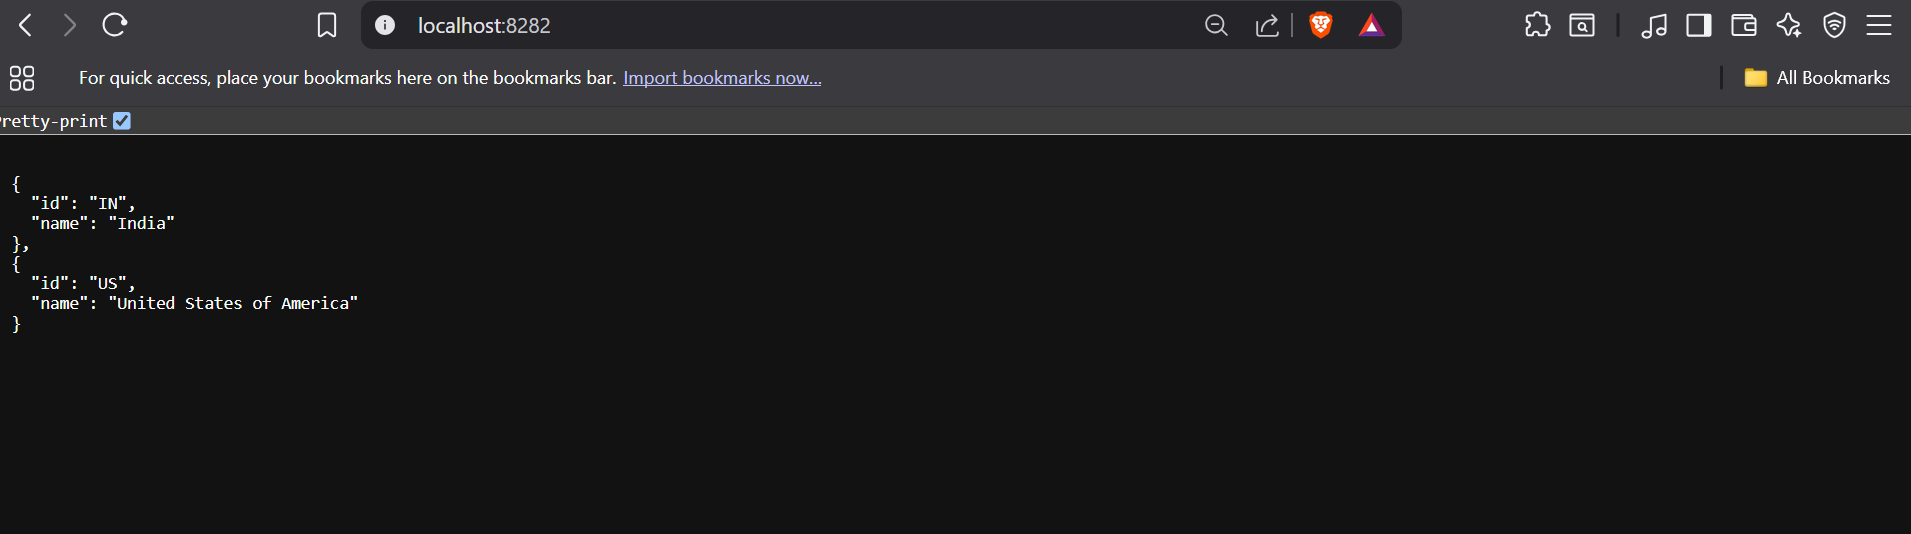 localhost:8282
For quick access, place your bookmarks here on the bookmarks bar. Import bookmarks now...
All Bookmarks
retty-print
{
  "id": "IN",
  "name": "India"
},
{
  "id": "US",
  "name": "United States of America"
}